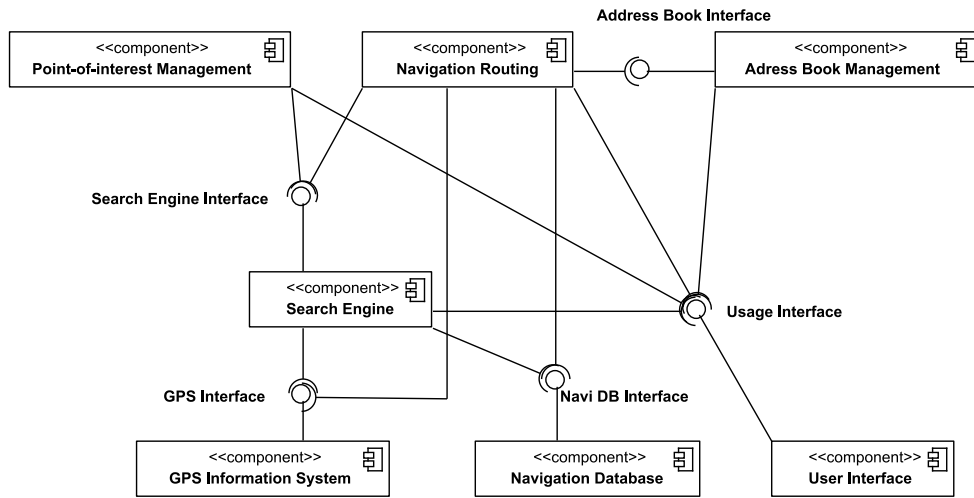 Address Book Interface
<<component>>
Point-of-interest Management
<<component>>
Navigation Routing
<<component>>
Adress Book Management
Search Engine Interface
<<component>>
Search Engine
Usage Interface
GPS Interface
Navi DB Interface
<<component>>
GPS Information System
<<component>>
Navigation Database
<<component>>
User Interface